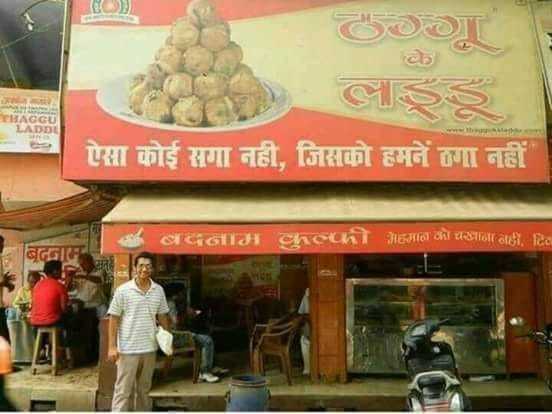 ठग्गू
के
लड्डू
www.thaggukeladdu.com
ऐसा कोई सगा नही, जिसको हमनें ठगा नहीं
THAGGU
LADDU
बदनाम कुल्फी मेहमान को चखाना नही,
बदनाम